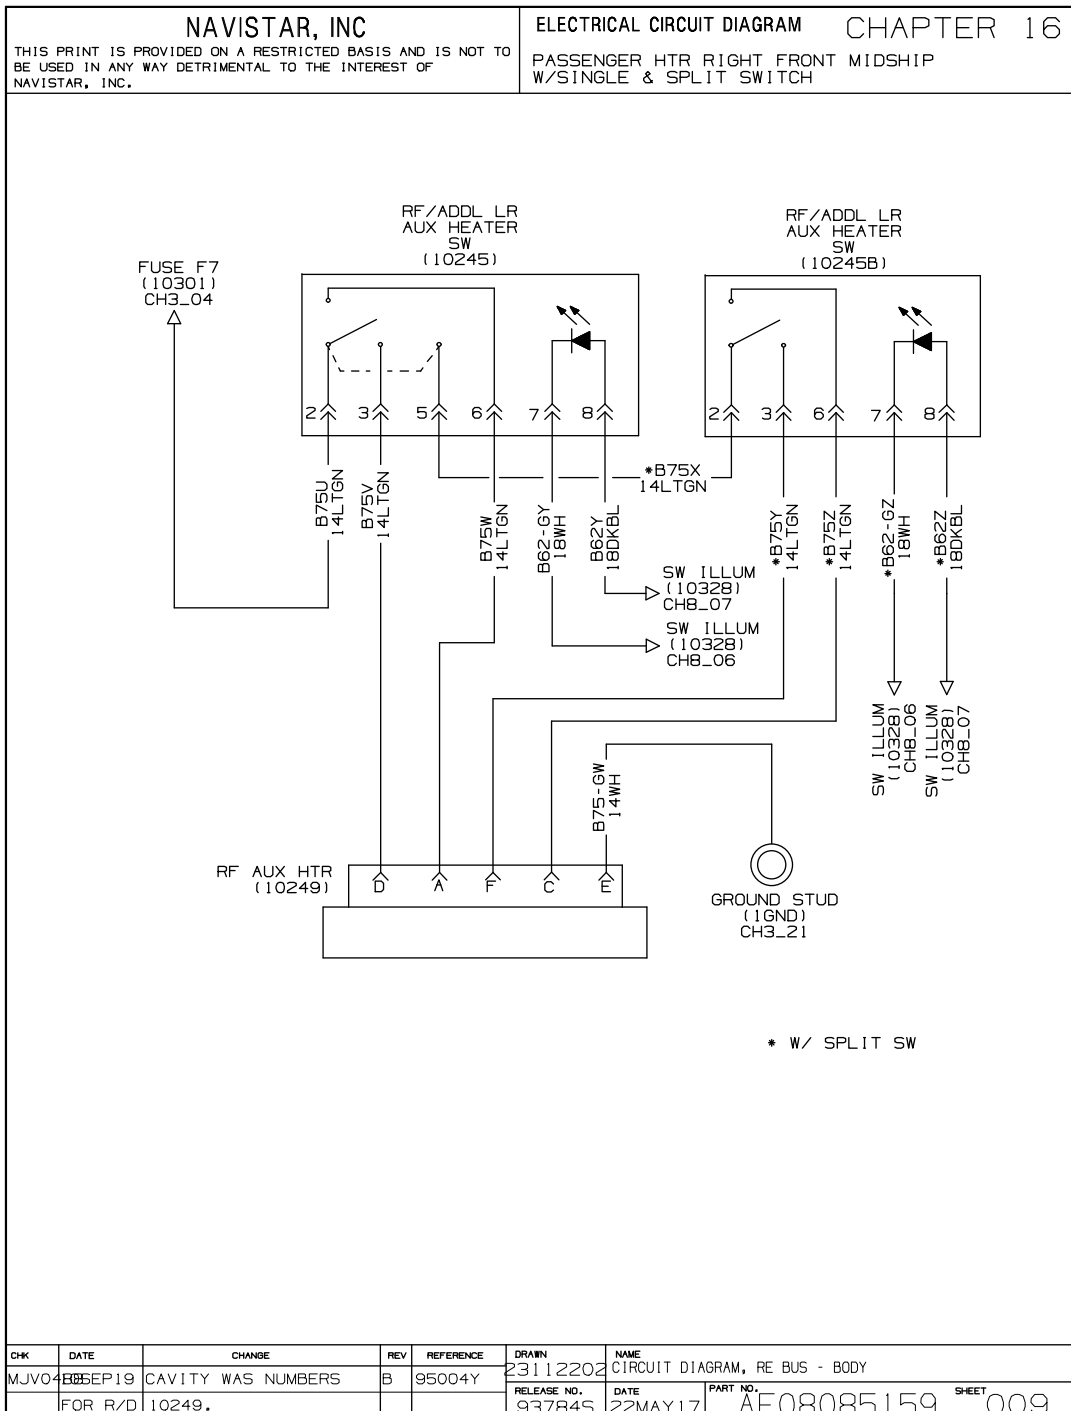 NAVISTAR, INC
THIS PRINT IS PROVIDED ON A RESTRICTED BASIS AND IS NOT TO
BE USED IN ANY WAY DETRIMENTAL TO THE INTEREST OF
NAVISTAR, INC.
ELECTRICAL CIRCUIT DIAGRAM CHAPTER 16
PASSENGER HTR RIGHT FRONT MIDSHIP
W/SINGLE & SPLIT SWITCH
RF/ADDL LR
AUX HEATER
SW
(10245)
RF/ADDL LR
AUX HEATER
SW
(10245B)
FUSE F7
(10301)
CH3_04
2 3 5 6 7 8
2 3 6 7 8
B75U
14LTGN
B75V
14LTGN
B75W
14LTGN
B62-GY
18WH
B62Y
18DKBL
*B75X
14LTGN
*B75Y
14LTGN
*B75Z
14LTGN
*B62-GZ
18WH
*B62Z
18DKBL
SW ILLUM
(10328)
CH8_07
SW ILLUM
(10328)
CH8_06
SW ILLUM
(10328)
CH8_06
SW ILLUM
(10328)
CH8_07
B75-GW
14WH
RF AUX HTR
(10249)
D A F C E
GROUND STUD
(1GND)
CH3_21
* W/ SPLIT SW
CHK DATE CHANGE REV REFERENCE DRAWN NAME
CAVITY WAS NUMBERS B 95004Y 23112202 CIRCUIT DIAGRAM, RE BUS - BODY
RELEASE NO. DATE PART NO. SHEET
FOR R/D 10249. 93784S 22MAY17 AE08085159 009